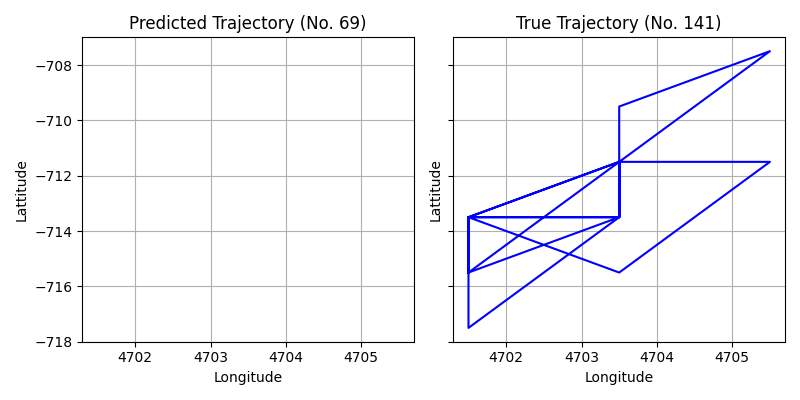 Predicted Trajectory (No. 69)
True Trajectory (No. 141)
−708
−710
−712
−714
−716
−718
Lattitude
Lattitude
4702 4703 4704 4705
4702 4703 4704 4705
Longitude
Longitude